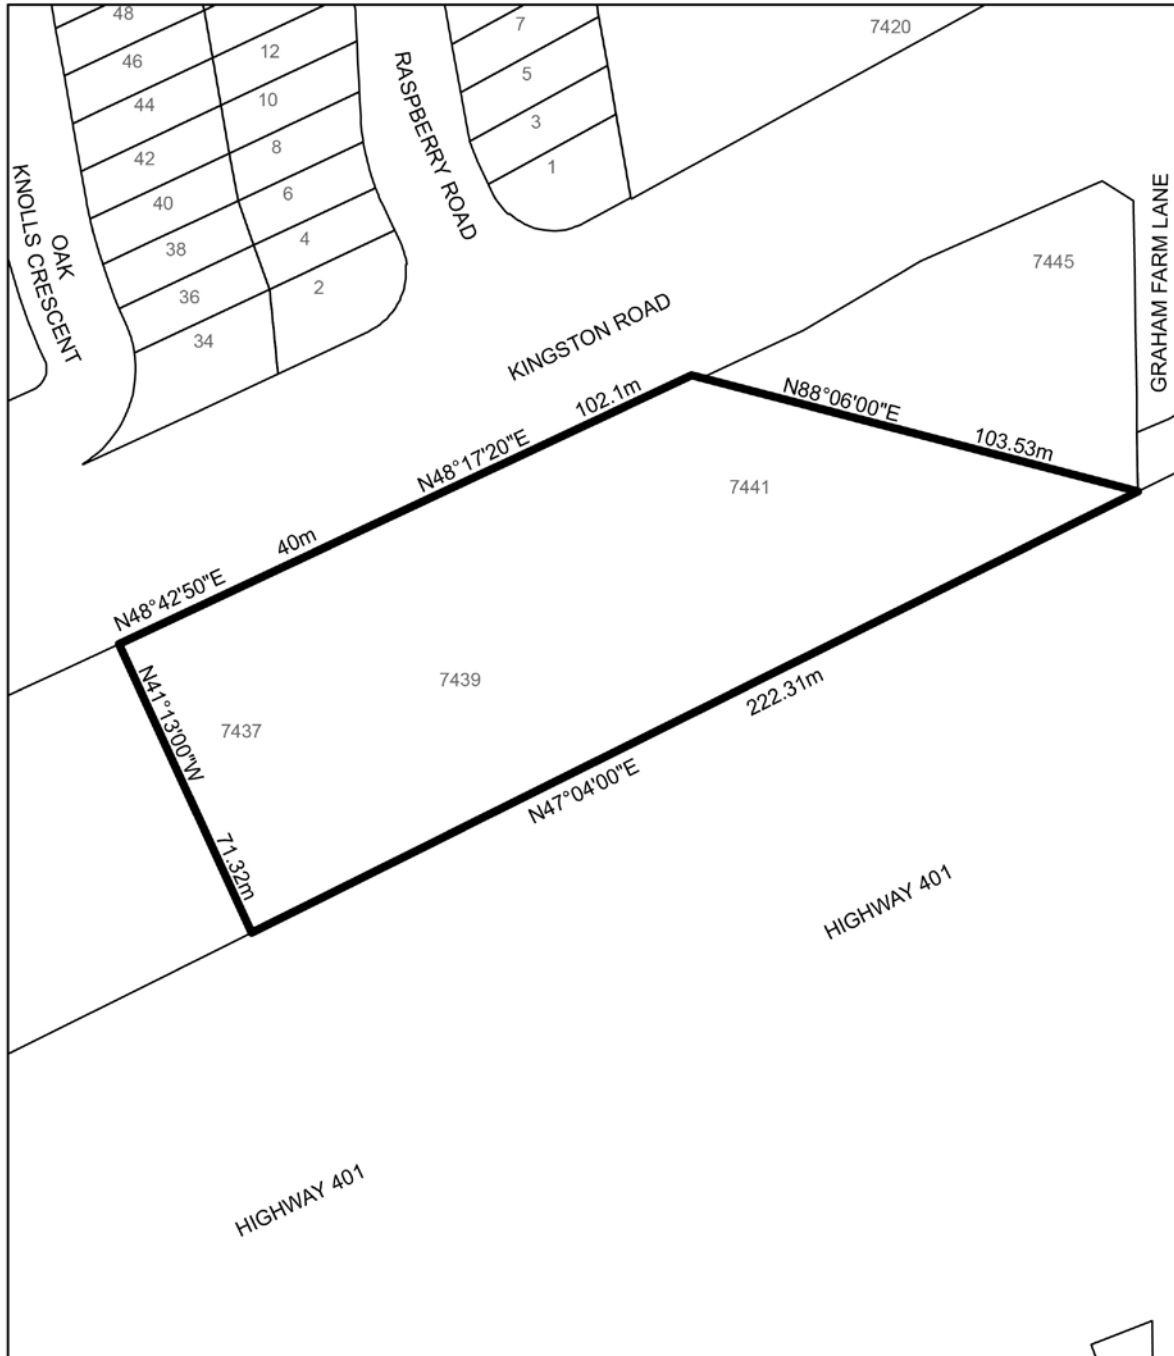 48
46
44
42
40
38
36
34
12
10
8
6
4
2
7
5
3
1
7420
RASPBERRY ROAD
OAK
KNOLLS CRESCENT
KINGSTON ROAD
7445
GRAHAM FARM LANE
N88°06'00"E
103.53m
102.1m
N48°17'20"E
40m
N48°42'50"E
7441
7439
7437
N41°13'00"W
71.32m
222.31m
N47°04'00"E
HIGHWAY 401
HIGHWAY 401